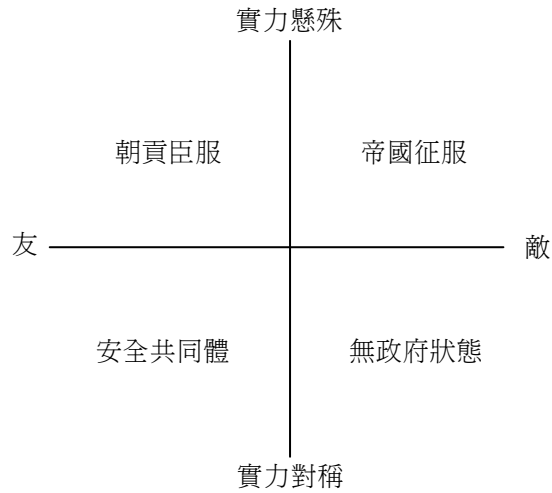 實力懸殊
朝貢臣服
帝國征服
友
敵
安全共同體
無政府狀態
實力對稱